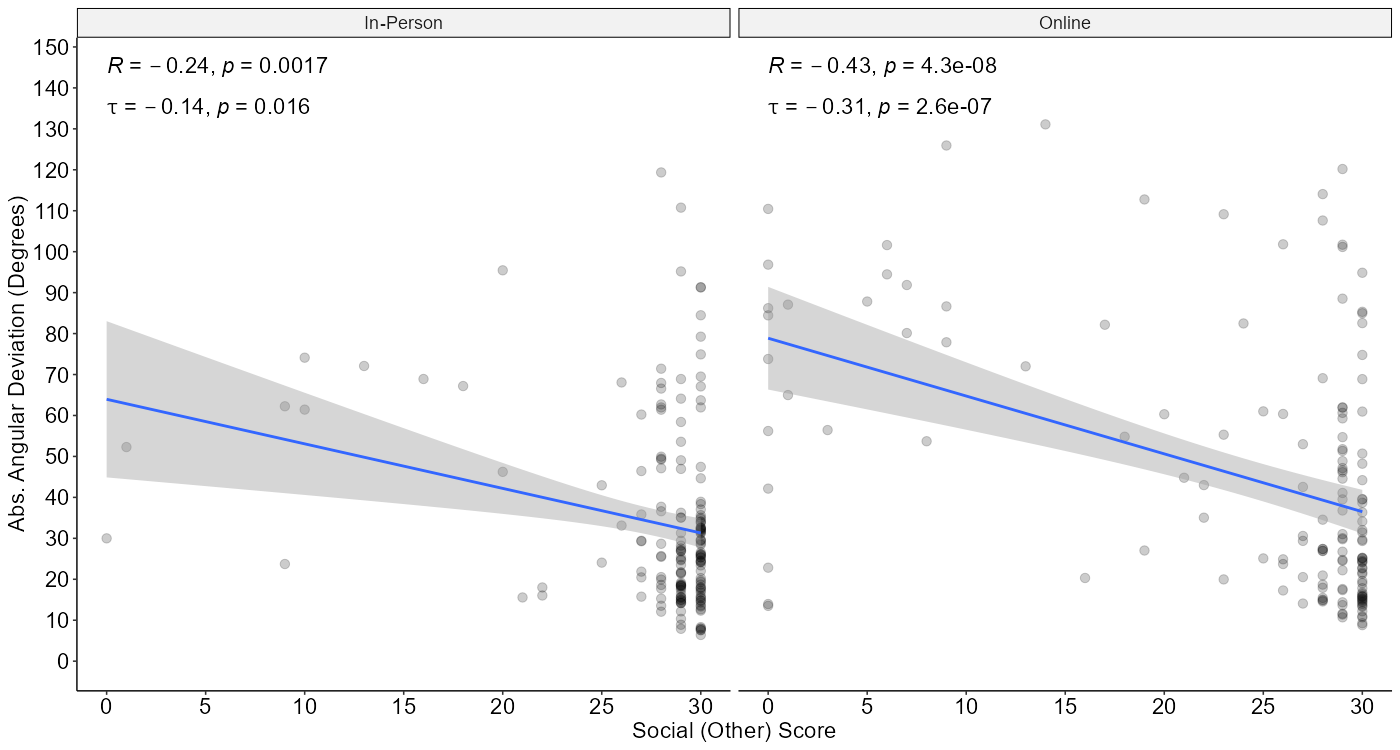 In-Person
Online
R = − 0.24, p = 0.0017
τ = − 0.14, p = 0.016
R = − 0.43, p = 4.3e-08
τ = − 0.31, p = 2.6e-07
Abs. Angular Deviation (Degrees)
150
140
130
120
110
100
90
80
70
60
50
40
30
20
10
0
0 5 10 15 20 25 30
0 5 10 15 20 25 30
Social (Other) Score